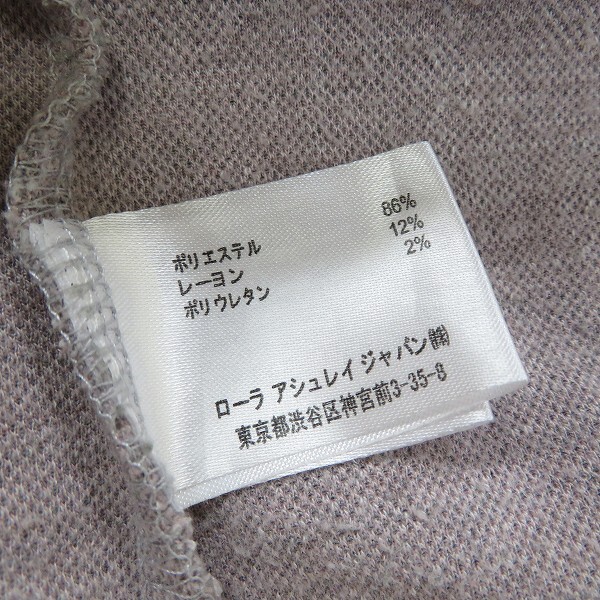 ポリエステル 86%
レーヨン 12%
ポリウレタン 2%
ローラ アシュレイ ジャパン㈱
東京都渋谷区神宮前3-35-8